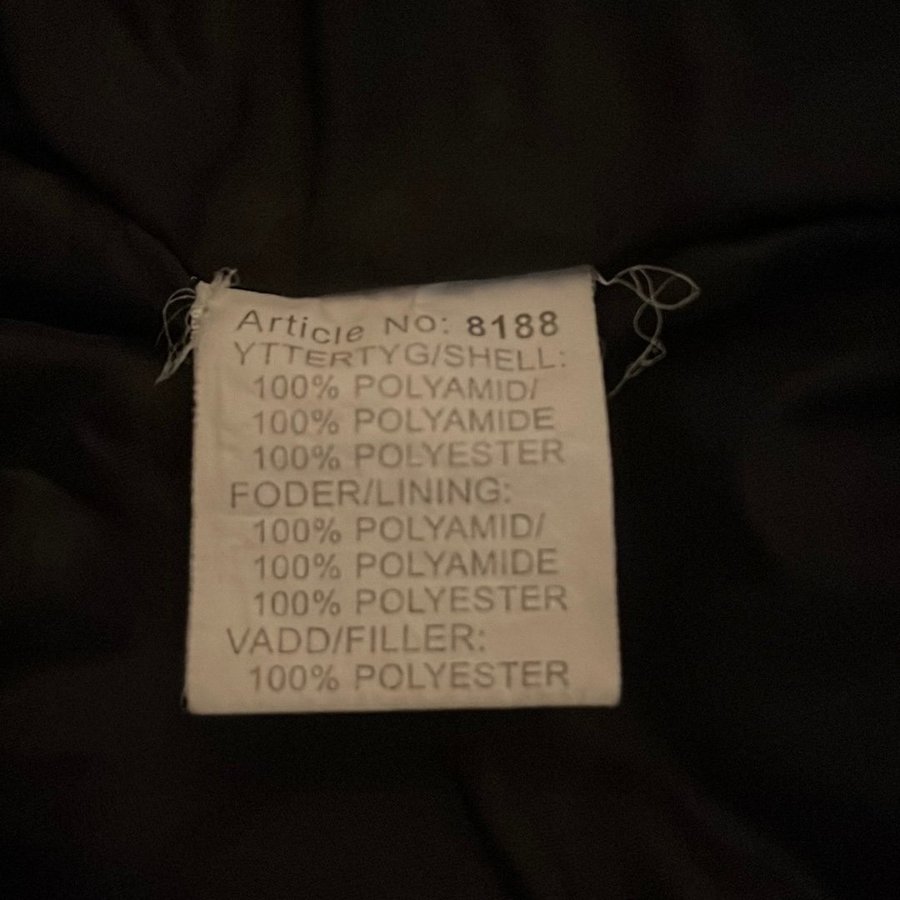 Article No: 8188
YTTERTYG/SHELL:
100% POLYAMID/
100% POLYAMIDE
100% POLYESTER
FODER/LINING:
100% POLYAMID/
100% POLYAMIDE
100% POLYESTER
VADD/FILLER:
100% POLYESTER